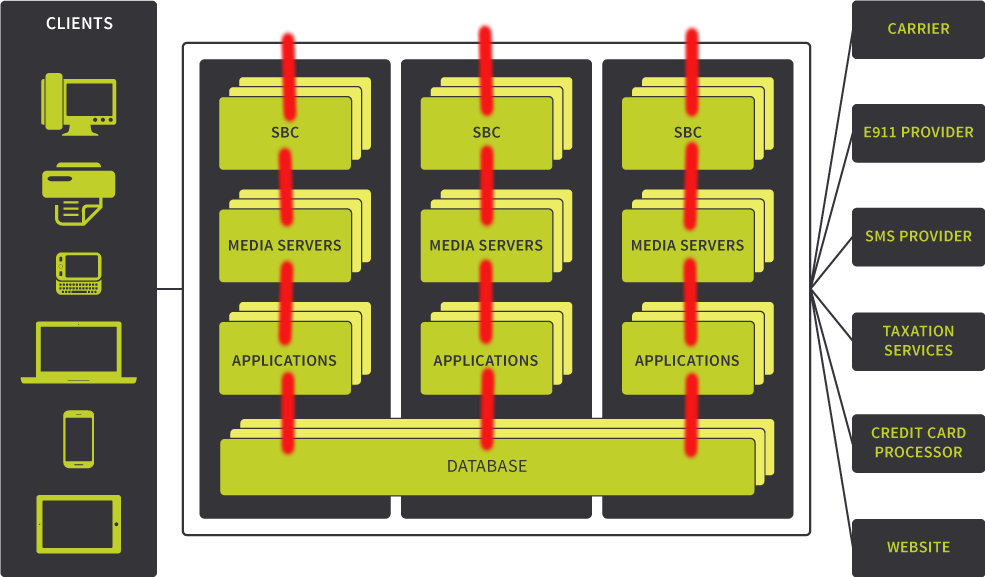 CLIENTS
SBC
SBC
SBC
MEDIA SERVERS
MEDIA SERVERS
MEDIA SERVERS
APPLICATIONS
APPLICATIONS
APPLICATIONS
DATABASE
CARRIER
E911 PROVIDER
SMS PROVIDER
TAXATION
SERVICES
CREDIT CARD
PROCESSOR
WEBSITE